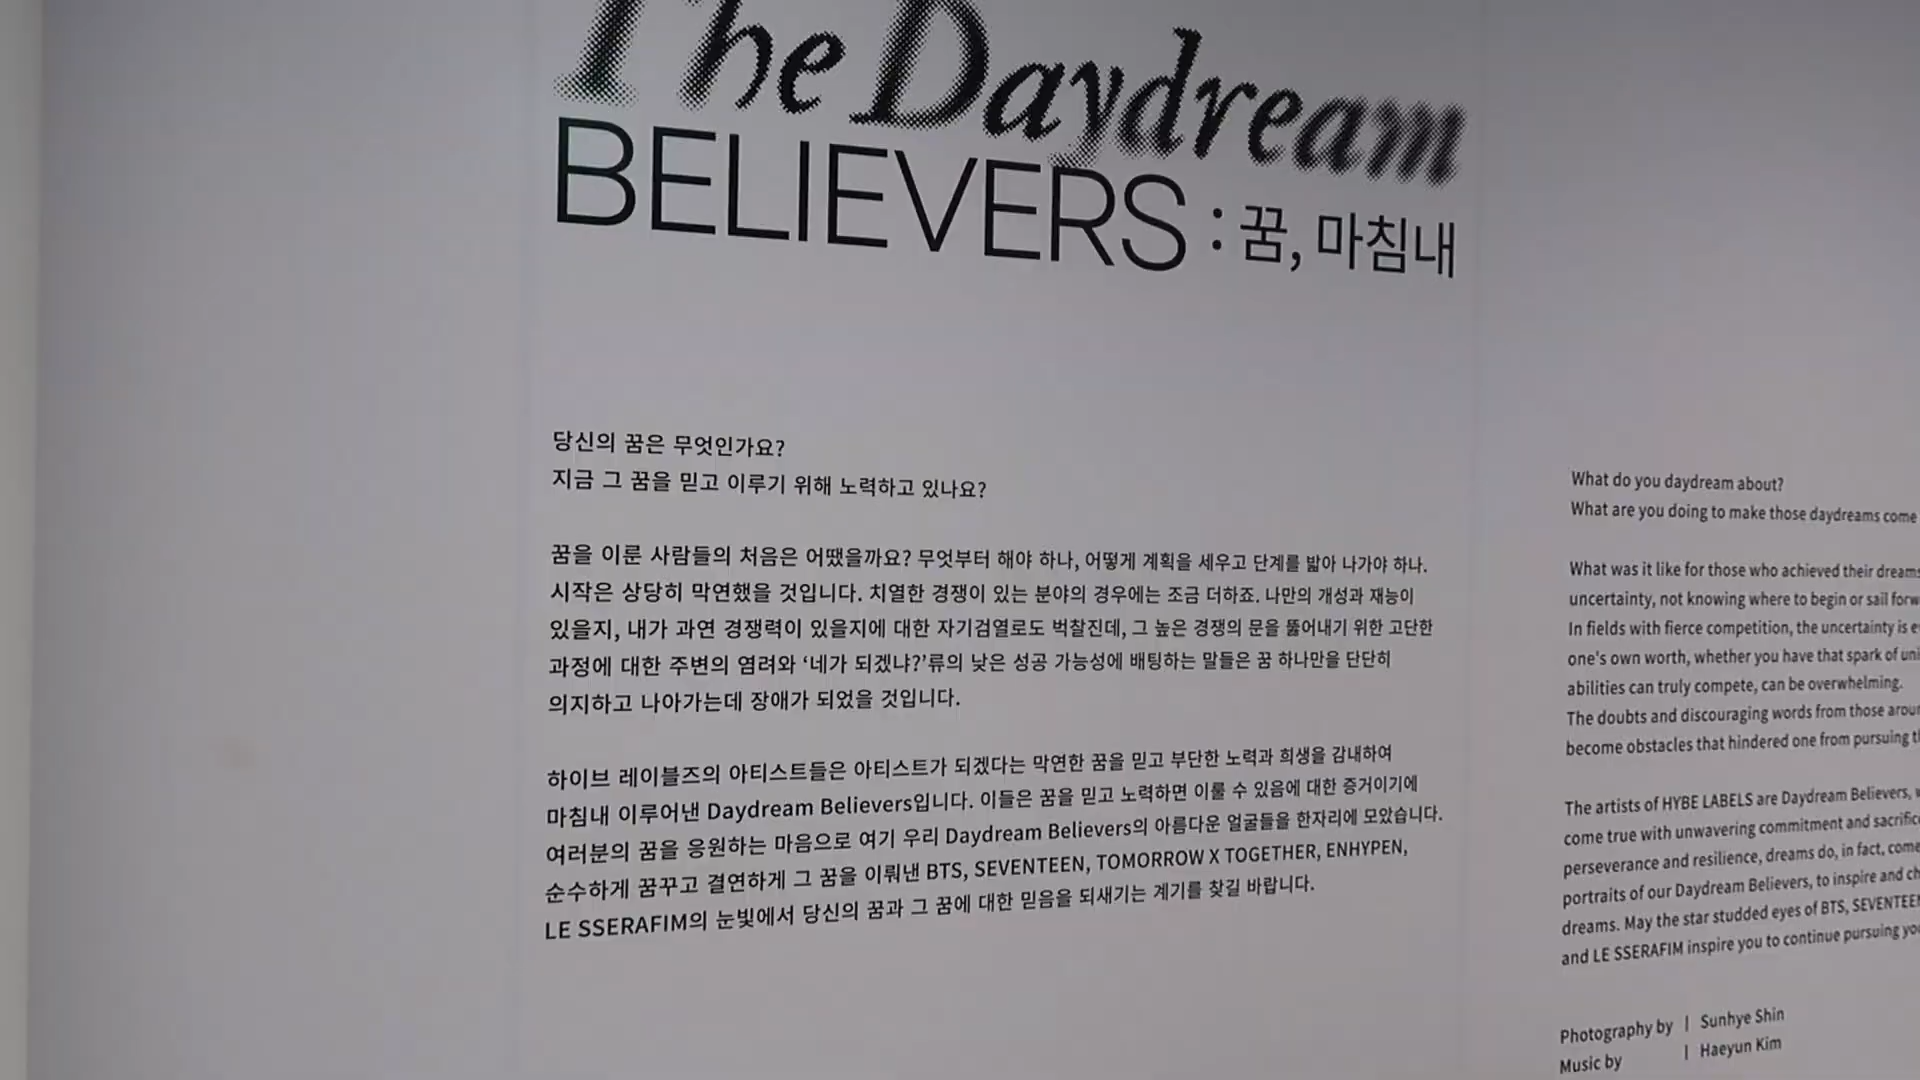 The Daydream
BELIEVERS : 꿈, 마침내
당신의 꿈은 무엇인가요?
지금 그 꿈을 믿고 이루기 위해 노력하고 있나요?
꿈을 이룬 사람들의 처음은 어땠을까요? 무엇부터 해야 하나, 어떻게 계획을 세우고 단계를 밟아 나가야 하나.
시작은 상당히 막연했을 것입니다. 치열한 경쟁이 있는 분야의 경우에는 조금 더하죠. 나만의 개성과 재능이
있을지, 내가 과연 경쟁력이 있을지에 대한 자기검열로도 벅찰진데, 그 높은 경쟁의 문을 뚫어내기 위한 고단한
과정에 대한 주변의 염려와 ‘네가 되겠냐?’류의 낮은 성공 가능성에 배팅하는 말들은 꿈 하나만을 단단히
의지하고 나아가는데 장애가 되었을 것입니다.
하이브 레이블즈의 아티스트들은 아티스트가 되겠다는 막연한 꿈을 믿고 부단한 노력과 희생을 감내하여
마침내 이루어낸 Daydream Believers입니다. 이들은 꿈을 믿고 노력하면 이룰 수 있음에 대한 증거이기에
여러분의 꿈을 응원하는 마음으로 여기 우리 Daydream Believers의 아름다운 얼굴들을 한자리에 모았습니다.
순수하게 꿈꾸고 결연하게 그 꿈을 이뤄낸 BTS, SEVENTEEN, TOMORROW X TOGETHER, ENHYPEN,
LE SSERAFIM의 눈빛에서 당신의 꿈과 그 꿈에 대한 믿음을 되새기는 계기를 찾길 바랍니다.
What do you daydream about?
What are you doing to make those daydreams come
What was it like for those who achieved their dreams
uncertainty, not knowing where to begin or sail
In fields with fierce competition, the uncertainty is
one's own worth, whether you have that spark of
abilities can truly compete, can be overwhelming.
The doubts and discouraging words from those
become obstacles that hindered one from pursuing
The artists of HYBE LABELS are Daydream Believers,
come true with unwavering commitment and
perseverance and resilience, dreams do, in fact, come
portraits of our Daydream Believers, to inspire and
dreams. May the star studded eyes of BTS, SEVENTEEN
and LE SSERAFIM inspire you to continue pursuing
Photography by | Sunhye Shin
Music by | Haeyun Kim